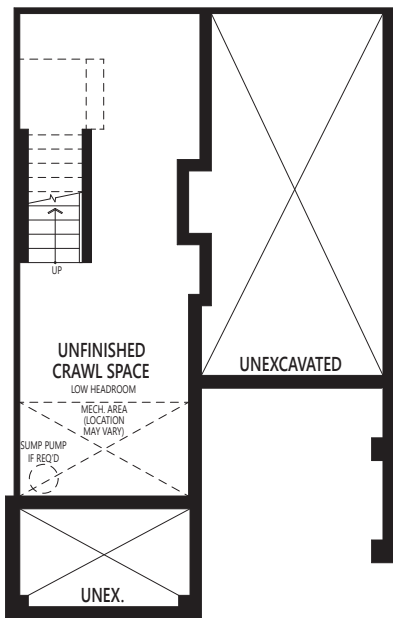 UP
UNFINISHED
CRAWL SPACE
LOW HEADROOM
UNEXCAVATED
MECH. AREA
(LOCATION
MAY VARY)
SUMP PUMP
IF REQ'D
UNEX.